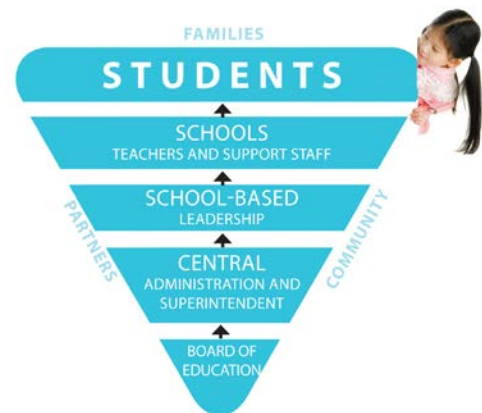 FAMILIES
STUDENTS
SCHOOLS
TEACHERS AND SUPPORT STAFF
SCHOOL-BASED
LEADERSHIP
PARTNERS
COMMUNITY
CENTRAL
ADMINISTRATION AND
SUPERINTENDENT
BOARD OF
EDUCATION